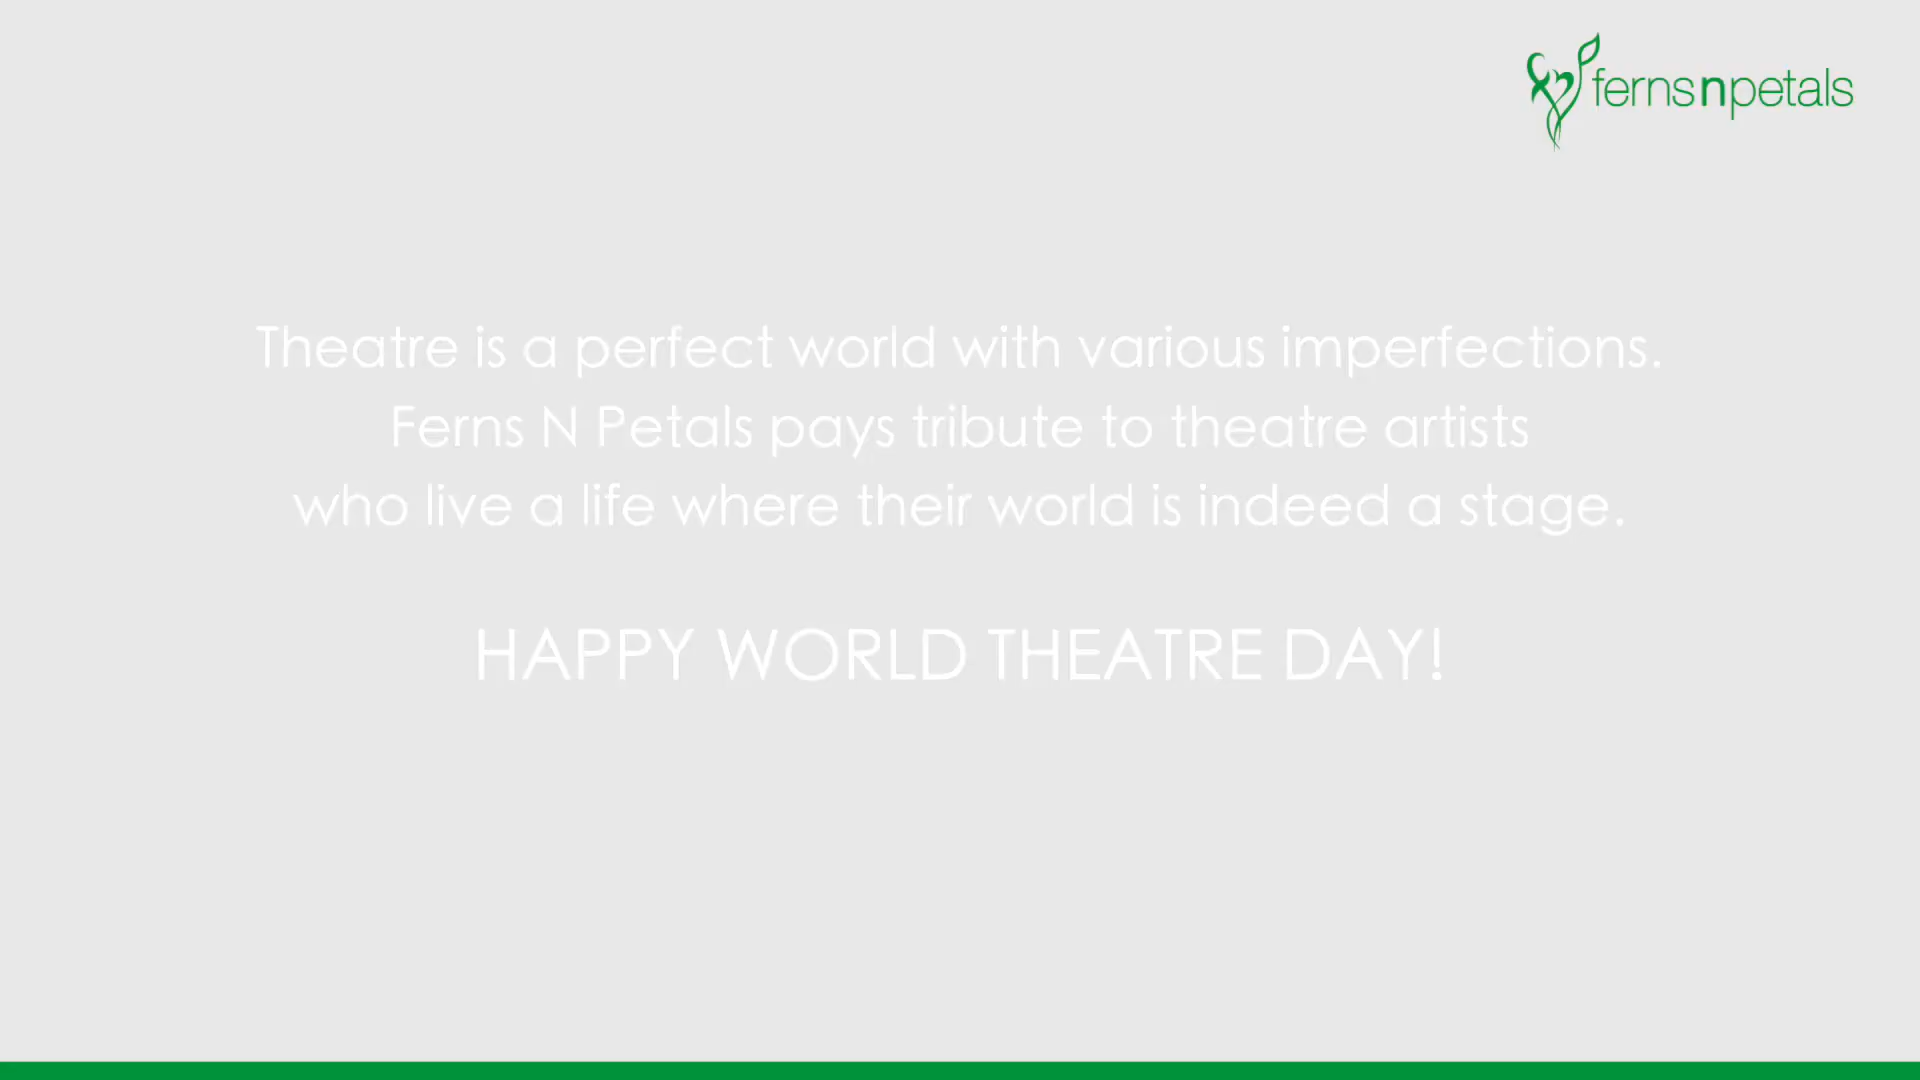 fernsnpetals
Theatre is a perfect world with various imperfections.
Ferns N Petals pays tribute to theatre artists
who live a life where their world is indeed a stage.
HAPPY WORLD THEATRE DAY!